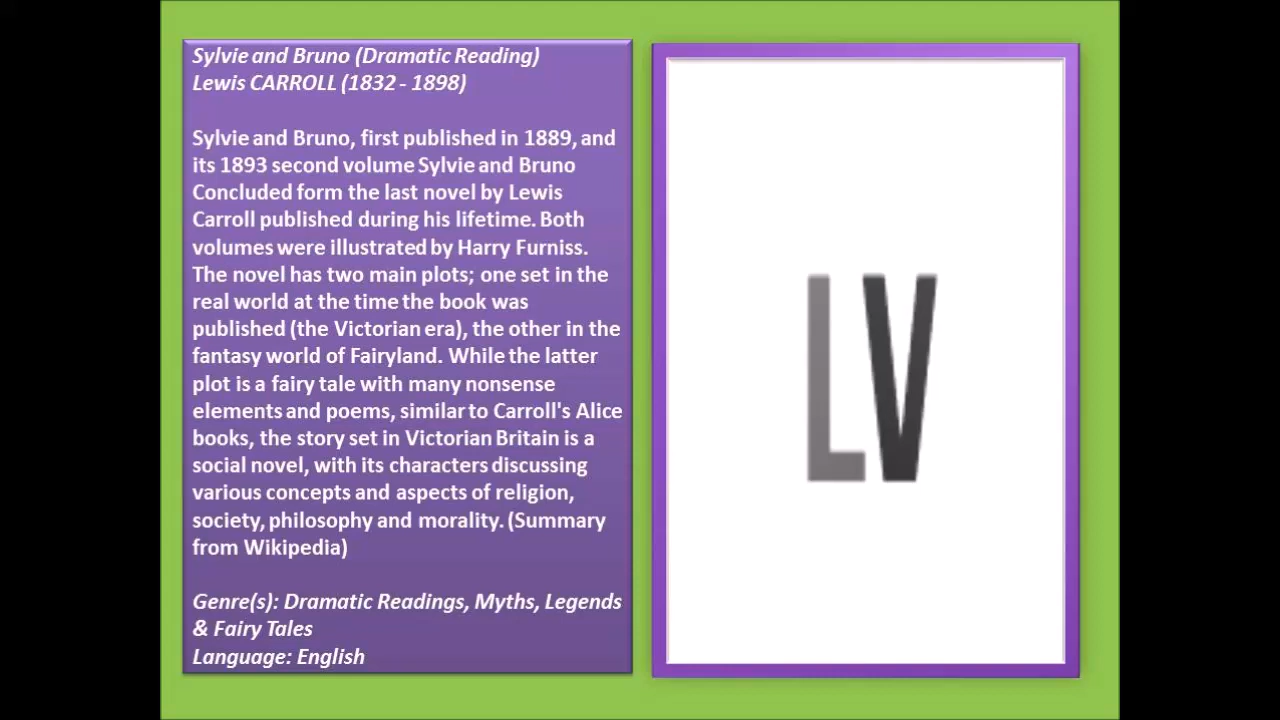 Sylvie and Bruno (Dramatic Reading)
Lewis CARROLL (1832 - 1898)
Sylvie and Bruno, first published in 1889, and
its 1893 second volume Sylvie and Bruno
Concluded form the last novel by Lewis
Carroll published during his lifetime. Both
volumes were illustrated by Harry Furniss.
The novel has two main plots; one set in the
real world at the time the book was
published (the Victorian era), the other in the
fantasy world of Fairyland. While the latter
plot is a fairy tale with many nonsense
elements and poems, similar to Carroll's Alice
books, the story set in Victorian Britain is a
social novel, with its characters discussing
various concepts and aspects of religion,
society, philosophy and morality. (Summary
from Wikipedia)
Genre(s): Dramatic Readings, Myths, Legends
& Fairy Tales
Language: English
LV